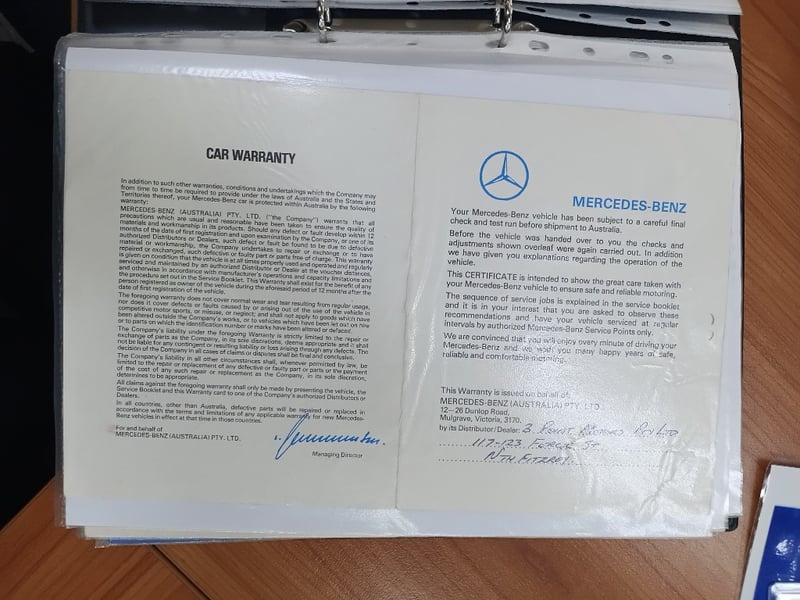 CAR WARRANTY
In addition to such other warranties, conditions and undertakings which the Company may
from time to time be required to provide under the laws of Australia and the States and
Territories thereof, your Mercedes-Benz car is protected within Australia by the following
warranty:
MERCEDES-BENZ (AUSTRALIA) PTY. LTD. ("the Company") warrants that all
precautions which are usual and reasonable have been taken to ensure the quality of
materials and workmanship in its products. Should any defect or fault develop within 12
months of the date of first registration and upon examination by the Company, or one of its
authorized Distributors or Dealers, such defect or fault be found to be due to defective
material or workmanship, the Company undertakes to repair or exchange or to have
repaired or exchanged, such defective or faulty part or parts free of charge. This warranty
is given on condition that the vehicle is at all times properly used and operated and regularly
serviced and maintained by an authorized Distributor or Dealer at the voucher distances,
and otherwise in accordance with manufacturer's operations and capacity limitations and
the procedure set out in the Service Booklet. This Warranty shall exist for the benefit of any
person registered as owner of the vehicle during the aforesaid period of 12 months after the
date of first registration of the vehicle.
The foregoing warranty does not cover normal wear and tear resulting from regular usage,
nor does it cover defects or faults caused by or arising out of the use of the vehicle in
competitive motor sports, or misuse, or neglect; and shall not apply to goods which have
been altered outside the Company's works, or to vehicles which have been let out on hire
or to parts on which the identification number or marks have been altered or defaced.
The Company's liability under the foregoing Warranty is strictly limited to the repair or
exchange of parts as the Company, in its sole discretions, deems appropriate and it shall
not be liable for any contingent or resulting liability or loss arising through any defects. The
decision of the Company in all cases of claims or disputes shall be final and conclusive.
The Company's liability in all other circumstances shall, whenever permitted by law, be
limited to the repair or replacement of any defective or faulty part or parts or the payment
of the cost of any such repair or replacement as the Company, in its sole discretion,
determines to be appropriate.
All claims against the foregoing warranty shall only be made by presenting the vehicle, the
Service Booklet and this Warranty card to one of the Company's authorized Distributors or
Dealers.
In all countries, other than Australia, defective parts will be repaired or replaced in
accordance with the terms and limitations of any applicable warranty for new Mercedes-
Benz vehicles in effect at that time in those countries.
For and behalf of
MERCEDES-BENZ (AUSTRALIA) PTY. LTD.
Managing Director
MERCEDES-BENZ
Your Mercedes-Benz vehicle has been subject to a careful final
check and test run before shipment to Australia.
Before the vehicle was handed over to you the checks and
adjustments shown overleaf were again carried out. In addition
we have given you explanations regarding the operation of the
vehicle.
This CERTIFICATE is intended to show the great care taken with
your Mercedes-Benz vehicle to ensure safe and reliable motoring.
The sequence of service jobs is explained in the service booklet
and it is in your interest that you are asked to observe these
recommendations and have your vehicle serviced at regular
intervals by authorized Mercedes-Benz Service Points only.
We are convinced that you will enjoy every minute of driving your
Mercedes-Benz and we wish you many happy years of safe,
reliable and comfortable motoring.
This Warranty is issued on behalf of:
MERCEDES-BENZ (AUSTRALIA) PTY. LTD.
12–26 Dunlop Road,
Mulgrave, Victoria, 3170.
by its Distributor/Dealer: 3 Point Motors Pty Ltd
117-123 Force St
Nth Fitzroy